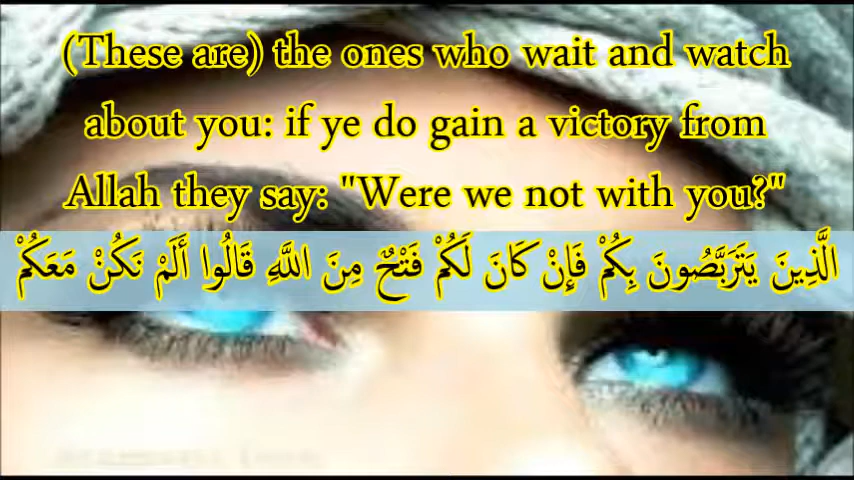 (These are) the ones who wait and watch
about you: if ye do gain a victory from
Allah they say: "Were we not with you?"
الَّذِينَ يَتَرَبَّصُونَ بِكُمْ فَإِنْ كَانَ لَكُمْ فَتْحٌ مِنَ اللَّهِ قَالُوا أَلَمْ نَكُنْ مَعَكُمْ